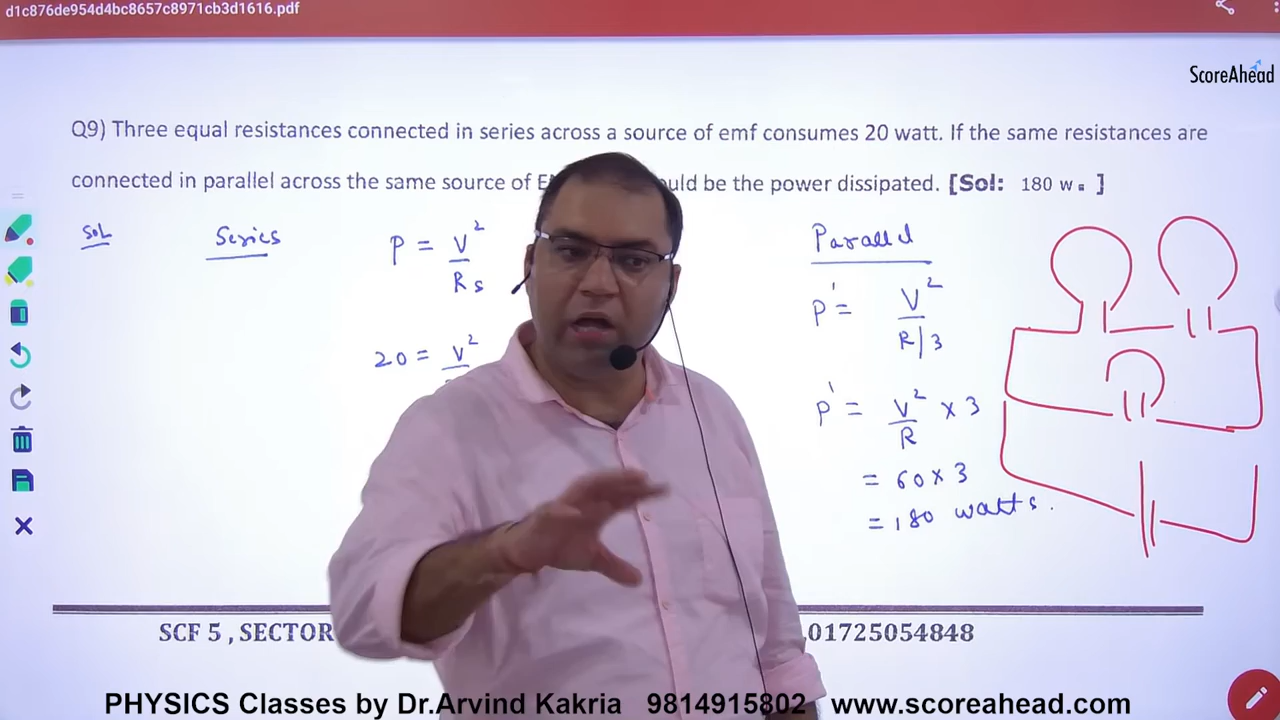 d1c876de954d4bc8657c8971cb3d1616.pdf
ScoreAhead
Q9) Three equal resistances connected in series across a source of emf consumes 20 watt. If the same resistances are
connected in parallel across the same source of be the power dissipated. [Sol: 180 w. ]
Sol
Series
P = V²
Rs
20 = V²
Parallel
P' = V²
R/3
P' = V² × 3
R
= 60 × 3
= 180 watts.
SCF 5 , SECTOR
01725054848
PHYSICS Classes by Dr.Arvind Kakria 9814915802 www.scoreahead.com